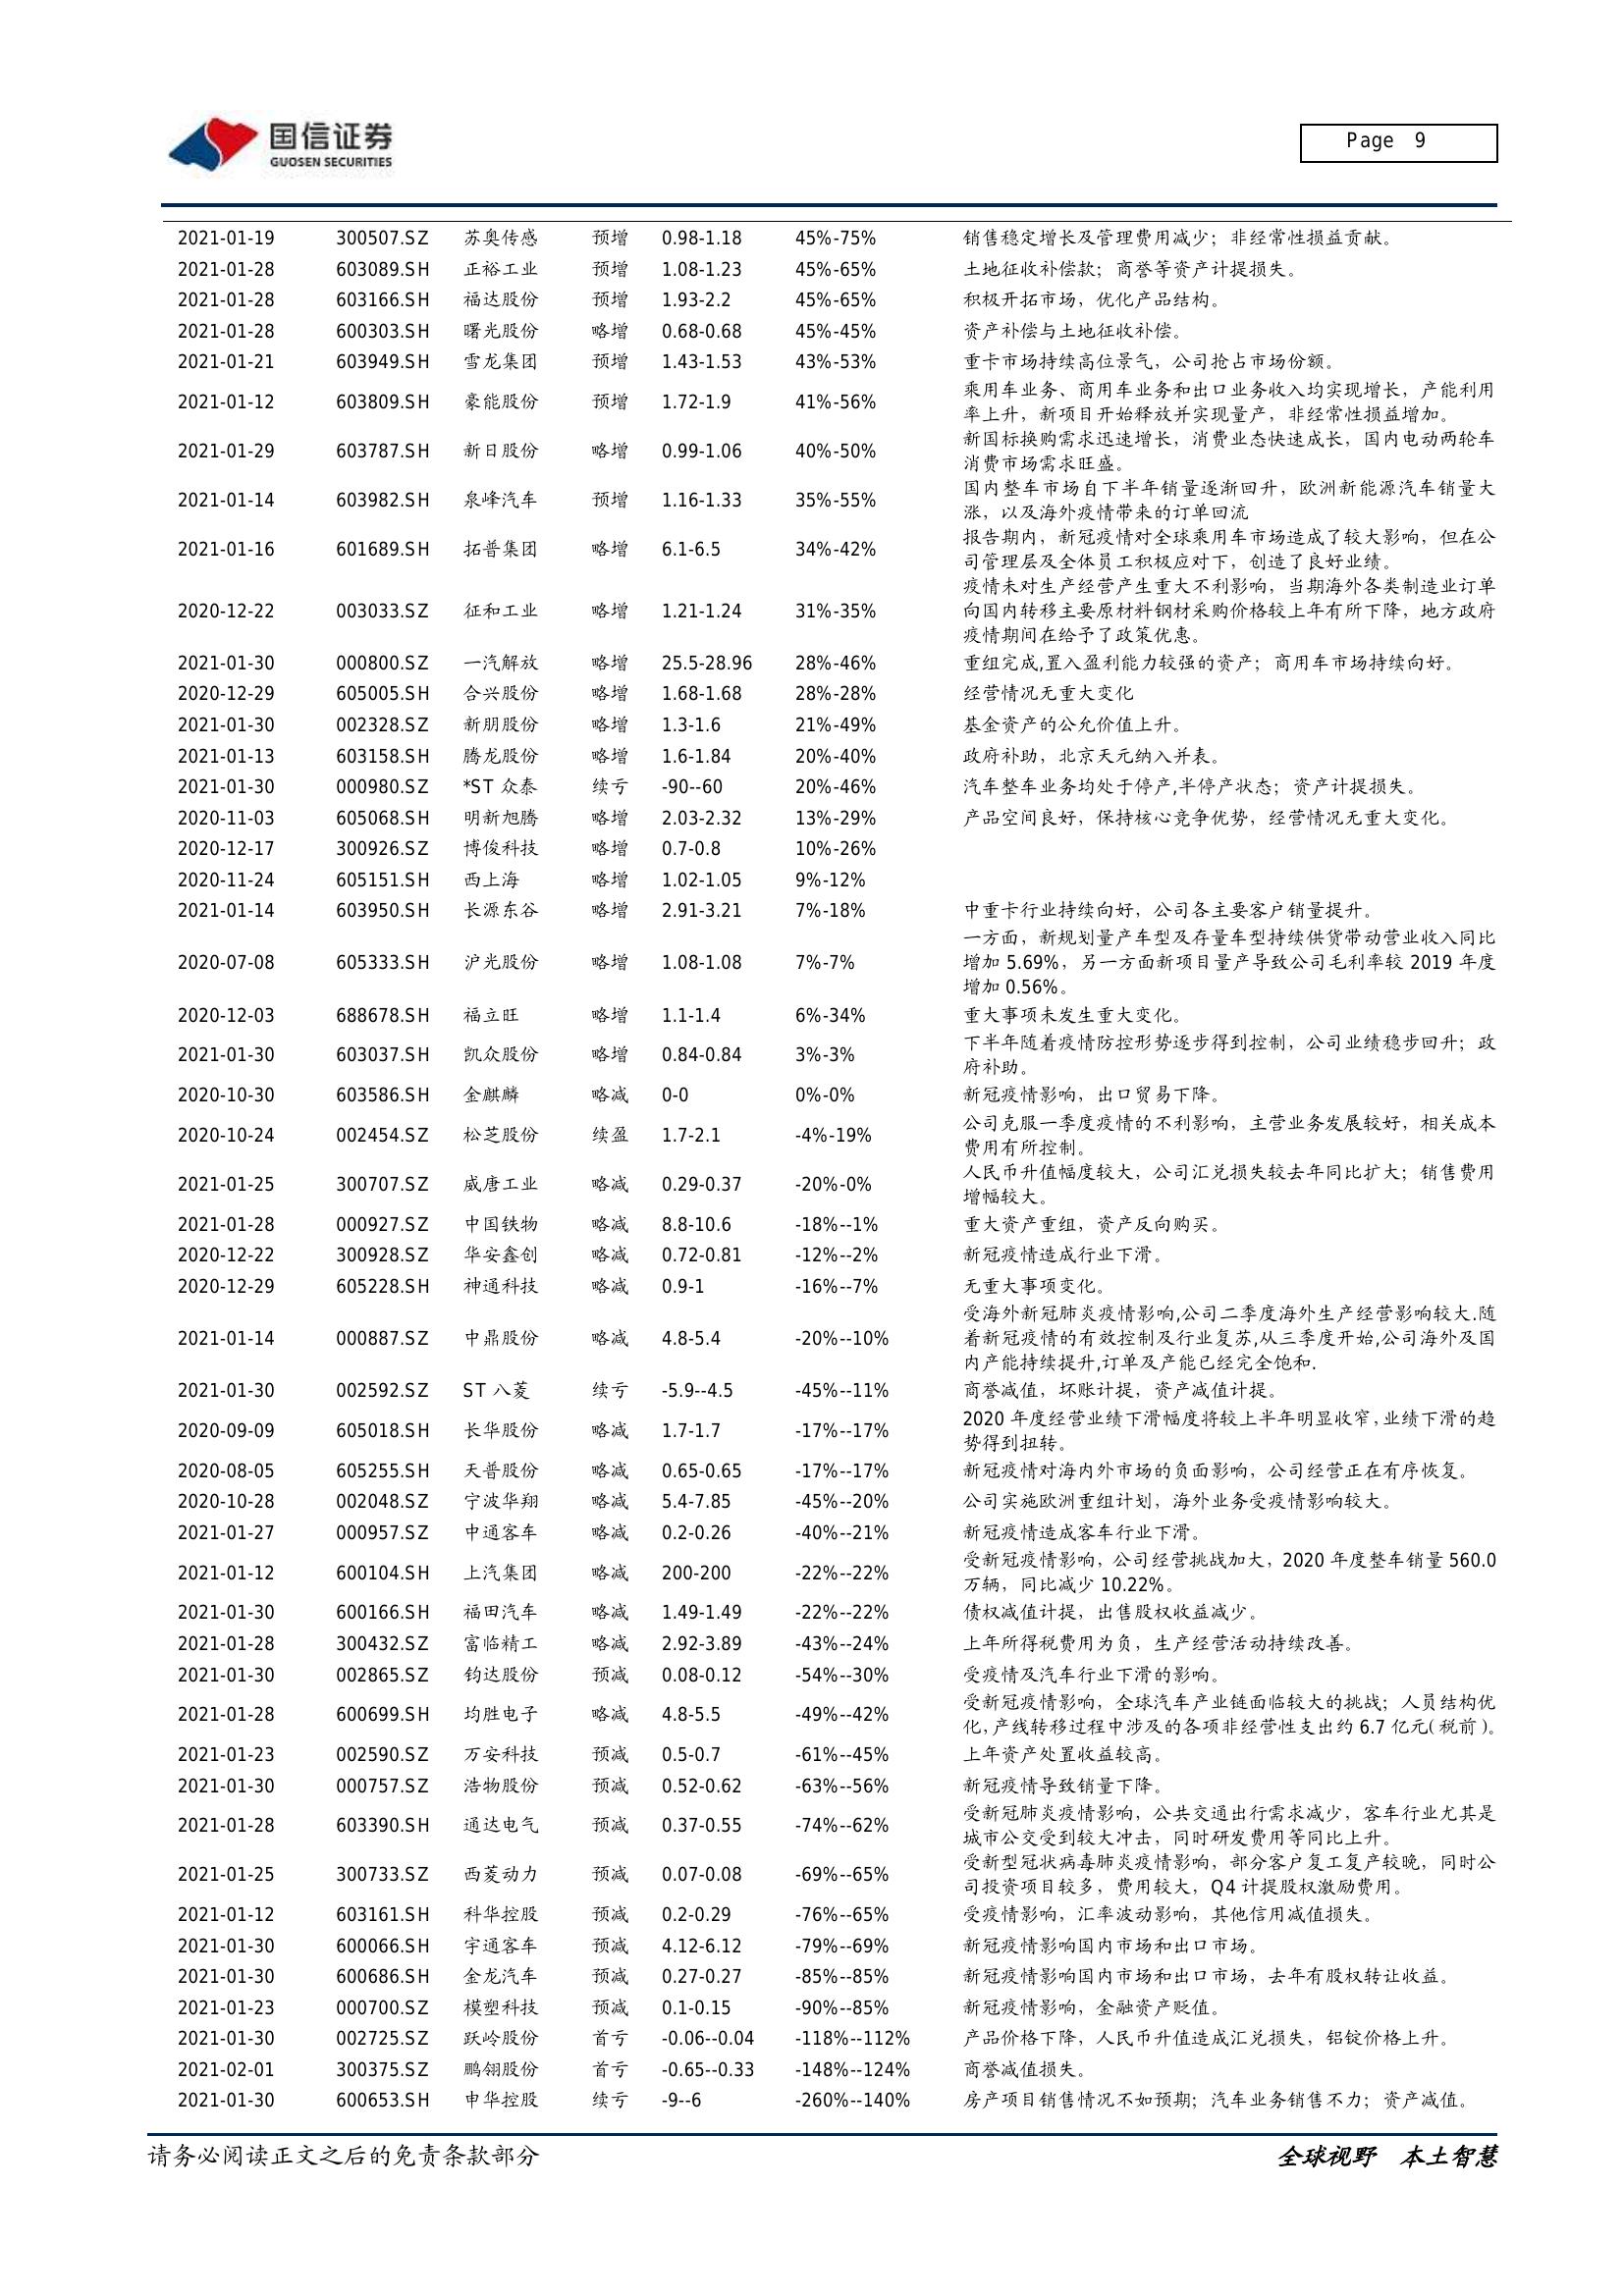 国信证券
GUOSEN SECURITIES
Page 9
2021-01-19 300507.SZ 苏奥传感 预增 0.98-1.18 45%-75% 销售稳定增长及管理费用减少；非经常性损益贡献。
2021-01-28 603089.SH 正裕工业 预增 1.08-1.23 45%-65% 土地征收补偿款；商誉等资产计提损失。
2021-01-28 603166.SH 福达股份 预增 1.93-2.2 45%-65% 积极开拓市场，优化产品结构。
2021-01-28 600303.SH 曙光股份 略增 0.68-0.68 45%-45% 资产补偿与土地征收补偿。
2021-01-21 603949.SH 雪龙集团 预增 1.43-1.53 43%-53% 重卡市场持续高位景气，公司抢占市场份额。
2021-01-12 603809.SH 豪能股份 预增 1.72-1.9 41%-56% 乘用车业务、商用车业务和出口业务收入均实现增长，产能利用
率上升，新项目开始释放并实现量产，非经常性损益增加。
2021-01-29 603787.SH 新日股份 略增 0.99-1.06 40%-50% 新国标换购需求迅速增长，消费业态快速成长，国内电动两轮车
消费市场需求旺盛。
2021-01-14 603982.SH 泉峰汽车 预增 1.16-1.33 35%-55% 国内整车市场自下半年销量逐渐回升，欧洲新能源汽车销量大
涨，以及海外疫情带来的订单回流
2021-01-16 601689.SH 拓普集团 略增 6.1-6.5 34%-42% 报告期内，新冠疫情对全球乘用车市场造成了较大影响，但在公
司管理层及全体员工积极应对下，创造了良好业绩。
2020-12-22 003033.SZ 征和工业 略增 1.21-1.24 31%-35% 疫情未对生产经营产生重大不利影响，当期海外各类制造业订单
向国内转移主要原材料钢材采购价格较上年有所下降，地方政府
疫情期间在给予了政策优惠。
2021-01-30 000800.SZ 一汽解放 略增 25.5-28.96 28%-46% 重组完成,置入盈利能力较强的资产；商用车市场持续向好。
2020-12-29 605005.SH 合兴股份 略增 1.68-1.68 28%-28% 经营情况无重大变化
2021-01-30 002328.SZ 新朋股份 略增 1.3-1.6 21%-49% 基金资产的公允价值上升。
2021-01-13 603158.SH 腾龙股份 略增 1.6-1.84 20%-40% 政府补助，北京天元纳入并表。
2021-01-30 000980.SZ *ST 众泰 续亏 -90--60 20%-46% 汽车整车业务均处于停产,半停产状态；资产计提损失。
2020-11-03 605068.SH 明新旭腾 略增 2.03-2.32 13%-29% 产品空间良好，保持核心竞争优势，经营情况无重大变化。
2020-12-17 300926.SZ 博俊科技 略增 0.7-0.8 10%-26%
2020-11-24 605151.SH 西上海 略增 1.02-1.05 9%-12%
2021-01-14 603950.SH 长源东谷 略增 2.91-3.21 7%-18% 中重卡行业持续向好，公司各主要客户销量提升。
2020-07-08 605333.SH 沪光股份 略增 1.08-1.08 7%-7% 一方面，新规划量产车型及存量车型持续供货带动营业收入同比
增加 5.69%，另一方面新项目量产导致公司毛利率较 2019 年度
增加 0.56%。
2020-12-03 688678.SH 福立旺 略增 1.1-1.4 6%-34% 重大事项未发生重大变化。
2021-01-30 603037.SH 凯众股份 略增 0.84-0.84 3%-3% 下半年随着疫情防控形势逐步得到控制，公司业绩稳步回升；政
府补助。
2020-10-30 603586.SH 金麒麟 略减 0-0 0%-0% 新冠疫情影响，出口贸易下降。
2020-10-24 002454.SZ 松芝股份 续盈 1.7-2.1 -4%-19% 公司克服一季度疫情的不利影响，主营业务发展较好，相关成本
费用有所控制。
2021-01-25 300707.SZ 威唐工业 略减 0.29-0.37 -20%-0% 人民币升值幅度较大，公司汇兑损失较去年同比扩大；销售费用
增幅较大。
2021-01-28 000927.SZ 中国铁物 略减 8.8-10.6 -18%--1% 重大资产重组，资产反向购买。
2020-12-22 300928.SZ 华安鑫创 略减 0.72-0.81 -12%--2% 新冠疫情造成行业下滑。
2020-12-29 605228.SH 神通科技 略减 0.9-1 -16%--7% 无重大事项变化。
2021-01-14 000887.SZ 中鼎股份 略减 4.8-5.4 -20%--10% 受海外新冠肺炎疫情影响,公司二季度海外生产经营影响较大.随
着新冠疫情的有效控制及行业复苏,从三季度开始,公司海外及国
内产能持续提升,订单及产能已经完全饱和.
2021-01-30 002592.SZ ST 八菱 续亏 -5.9--4.5 -45%--11% 商誉减值，坏账计提，资产减值计提。
2020-09-09 605018.SH 长华股份 略减 1.7-1.7 -17%--17% 2020 年度经营业绩下滑幅度将较上半年明显收窄,业绩下滑的趋
势得到扭转。
2020-08-05 605255.SH 天普股份 略减 0.65-0.65 -17%--17% 新冠疫情对海内外市场的负面影响，公司经营正在有序恢复。
2020-10-28 002048.SZ 宁波华翔 略减 5.4-7.85 -45%--20% 公司实施欧洲重组计划，海外业务受疫情影响较大。
2021-01-27 000957.SZ 中通客车 略减 0.2-0.26 -40%--21% 新冠疫情造成客车行业下滑。
2021-01-12 600104.SH 上汽集团 略减 200-200 -22%--22% 受新冠疫情影响，公司经营挑战加大，2020 年度整车销量 560.0
万辆，同比减少 10.22%。
2021-01-30 600166.SH 福田汽车 略减 1.49-1.49 -22%--22% 债权减值计提，出售股权收益减少。
2021-01-28 300432.SZ 富临精工 略减 2.92-3.89 -43%--24% 上年所得税费用为负，生产经营活动持续改善。
2021-01-30 002865.SZ 钧达股份 预减 0.08-0.12 -54%--30% 受疫情及汽车行业下滑的影响。
2021-01-28 600699.SH 均胜电子 略减 4.8-5.5 -49%--42% 受新冠疫情影响，全球汽车产业链面临较大的挑战；人员结构优
化,产线转移过程中涉及的各项非经营性支出约 6.7 亿元(税前)。
2021-01-23 002590.SZ 万安科技 预减 0.5-0.7 -61%--45% 上年资产处置收益较高。
2021-01-30 000757.SZ 浩物股份 预减 0.52-0.62 -63%--56% 新冠疫情导致销量下降。
2021-01-28 603390.SH 通达电气 预减 0.37-0.55 -74%--62% 受新冠肺炎疫情影响，公共交通出行需求减少，客车行业尤其是
城市公交受到较大冲击，同时研发费用等同比上升。
2021-01-25 300733.SZ 西菱动力 预减 0.07-0.08 -69%--65% 受新型冠状病毒肺炎疫情影响，部分客户复工复产较晚，同时公
司投资项目较多，费用较大，Q4 计提股权激励费用。
2021-01-12 603161.SH 科华控股 预减 0.2-0.29 -76%--65% 受疫情影响，汇率波动影响，其他信用减值损失。
2021-01-30 600066.SH 宇通客车 预减 4.12-6.12 -79%--69% 新冠疫情影响国内市场和出口市场。
2021-01-30 600686.SH 金龙汽车 预减 0.27-0.27 -85%--85% 新冠疫情影响国内市场和出口市场，去年有股权转让收益。
2021-01-23 000700.SZ 模塑科技 预减 0.1-0.15 -90%--85% 新冠疫情影响，金融资产贬值。
2021-01-30 002725.SZ 跃岭股份 首亏 -0.06--0.04 -118%--112% 产品价格下降，人民币升值造成汇兑损失，铝锭价格上升。
2021-02-01 300375.SZ 鹏翎股份 首亏 -0.65--0.33 -148%--124% 商誉减值损失。
2021-01-30 600653.SH 申华控股 续亏 -9--6 -260%--140% 房产项目销售情况不如预期；汽车业务销售不力；资产减值。
请务必阅读正文之后的免责条款部分
全球视野 本土智慧